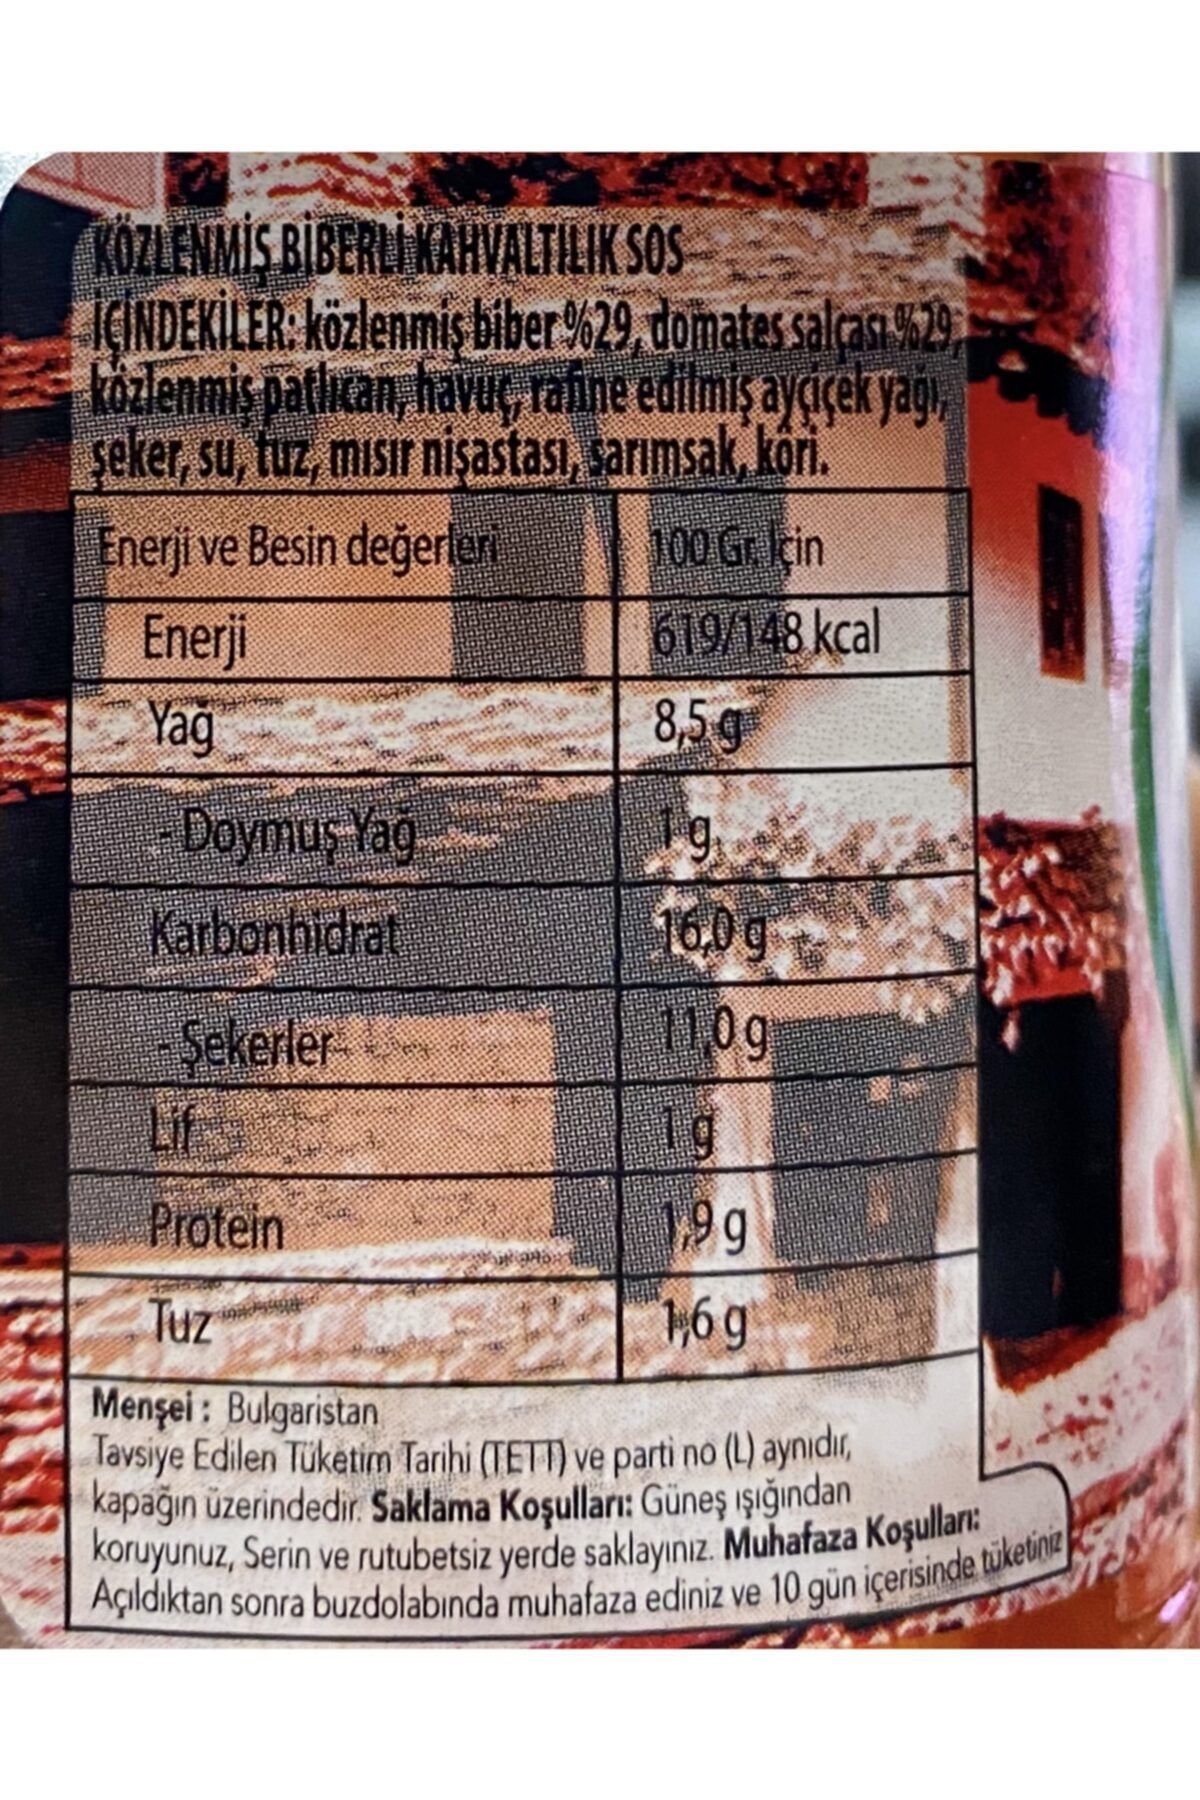 KÖZLENMİŞ BİBERLİ KAHVALTILIK SOS
İÇİNDEKİLER: közlenmiş biber %29, domates salçası %29,
közlenmiş patlıcan, havuç, rafine edilmiş ayçiçek yağı,
şeker, su, tuz, mısır nişastası, sarımsak, köri.
Enerji ve Besin değerleri 100 Gr. İçin
Enerji 619/148 kcal
Yağ 8,5 g
- Doymuş Yağ 1 g
Karbonhidrat 16,0 g
- Şekerler 11,0 g
Lif 1 g
Protein 1,9 g
Tuz 1,6 g
Menşei : Bulgaristan
Tavsiye Edilen Tüketim Tarihi (TETT) ve parti no (L) aynıdır,
kapağın üzerindedir. Saklama Koşulları: Güneş ışığından
koruyunuz, Serin ve rutubetsiz yerde saklayınız. Muhafaza Koşulları:
Açıldıktan sonra buzdolabında muhafaza ediniz ve 10 gün içerisinde tüketiniz